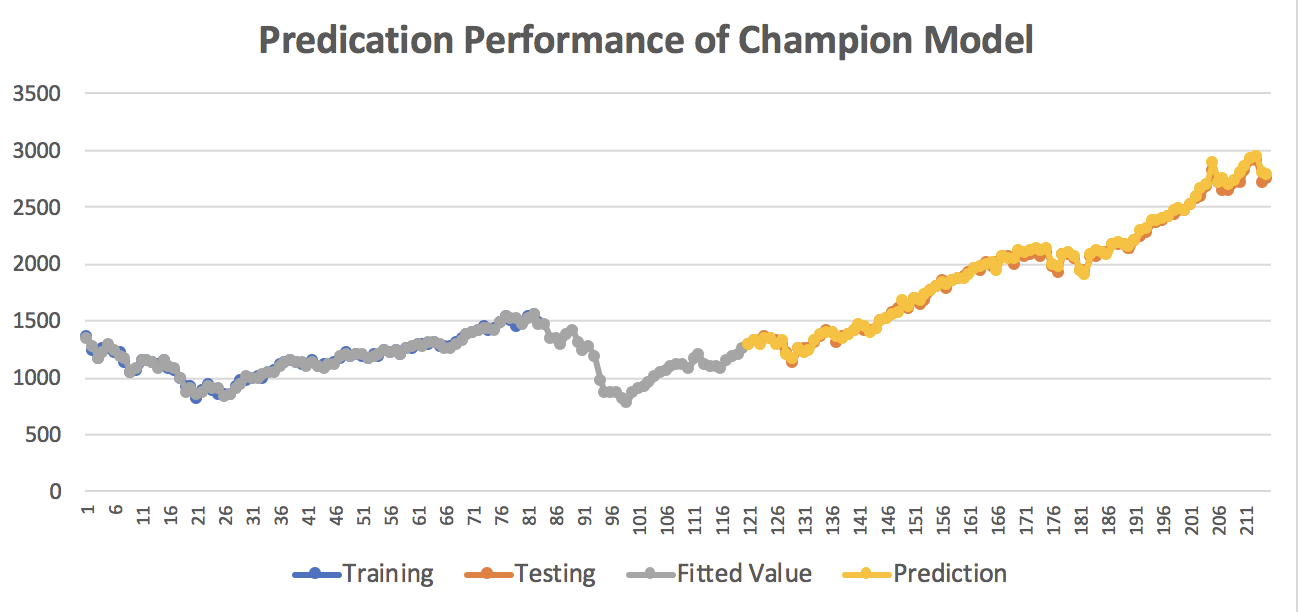 Predication Performance of Champion Model
3500
3000
2500
2000
1500
1000
500
0
1 6 11 16 21 26 31 36 41 46 51 56 61 66 71 76 81 86 91 96 101 106 111 116 121 126 131 136 141 146 151 156 161 166 171 176 181 186 191 196 201 206 211
Training Testing Fitted Value Prediction